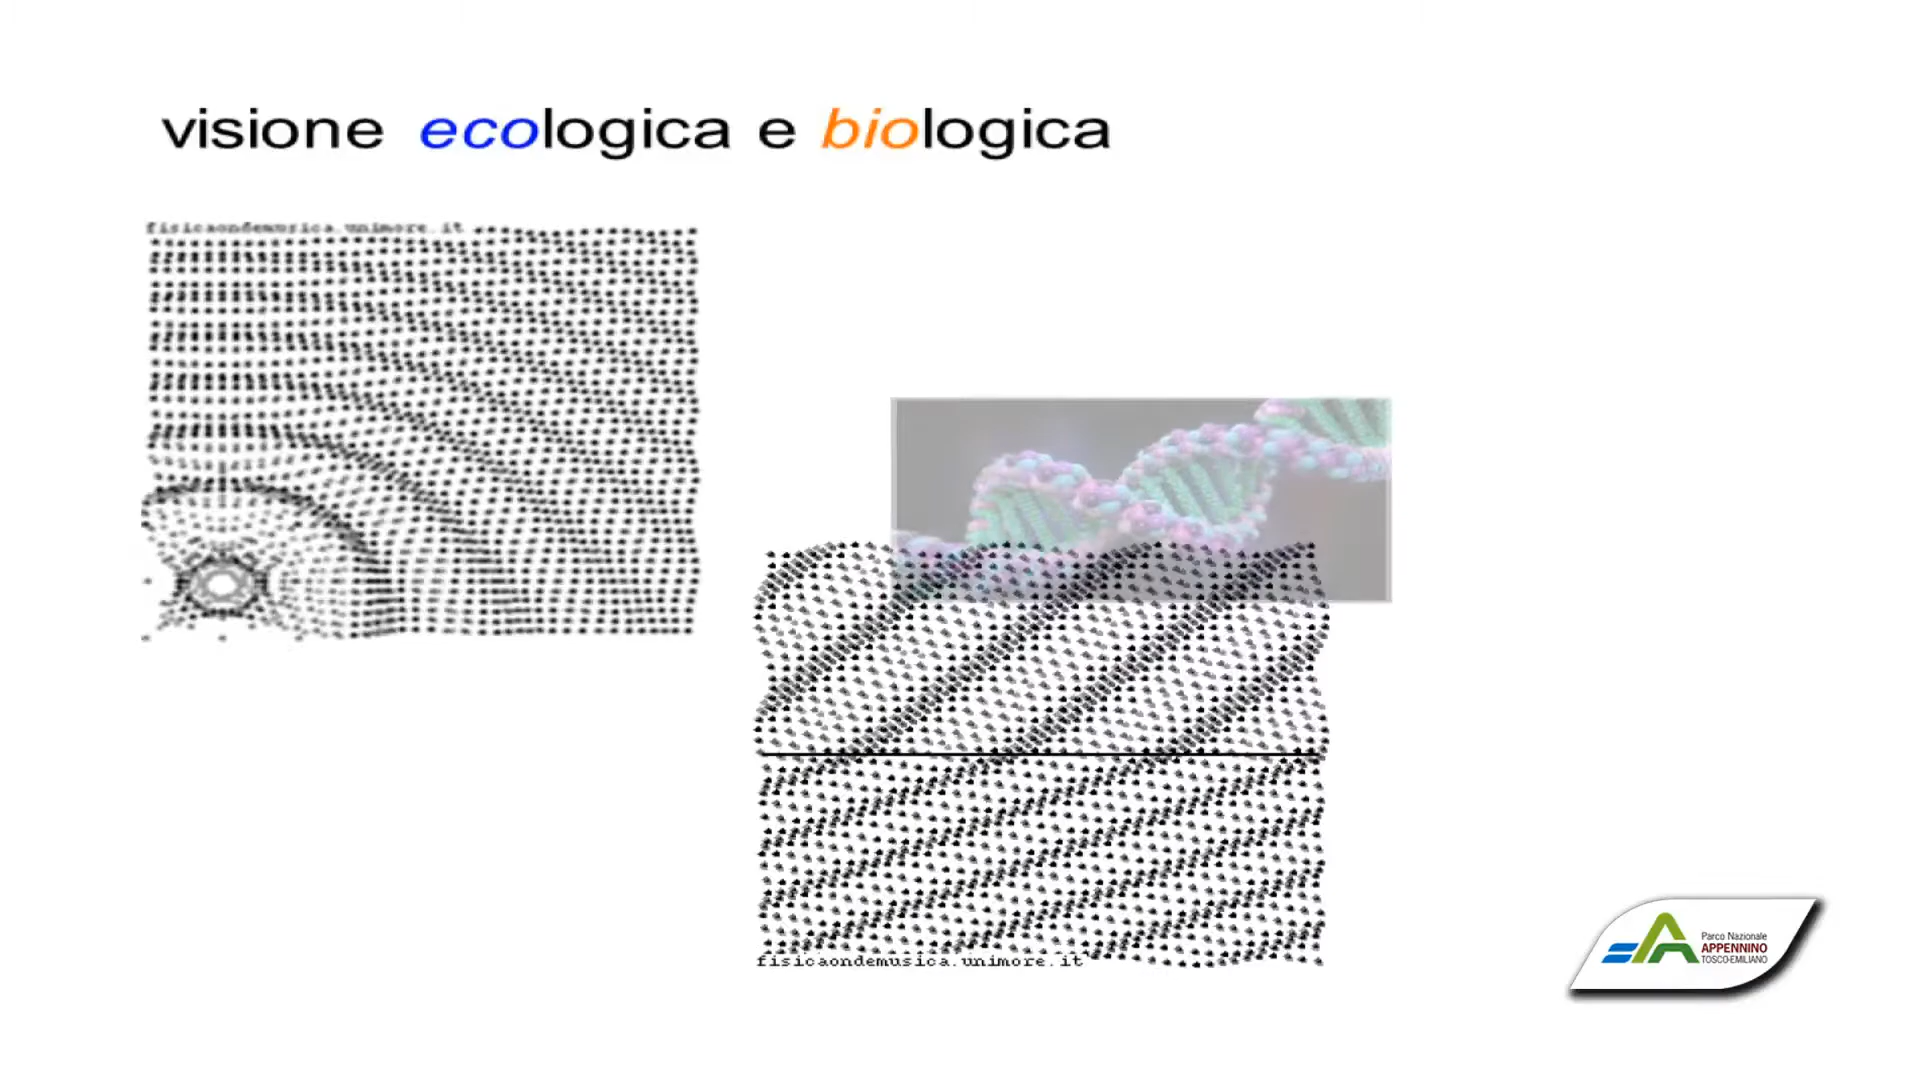 visione ecologica e biologica
fisicaondemusica.unimore.it
fisicaondemusica.unimore.it
Parco Nazionale
APPENNINO
TOSCO-EMILIANO